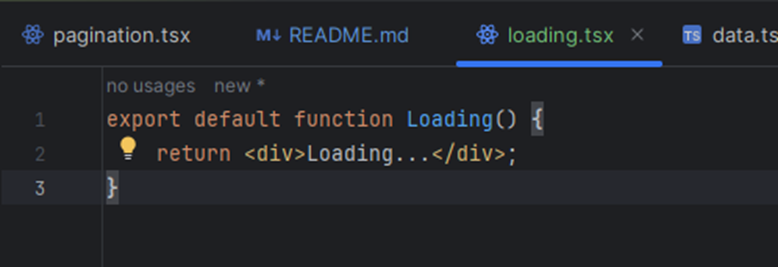 pagination.tsx M↓ README.md loading.tsx × TS data.ts
no usages new *
1 export default function Loading() {
2 return <div>Loading...</div>;
3 }